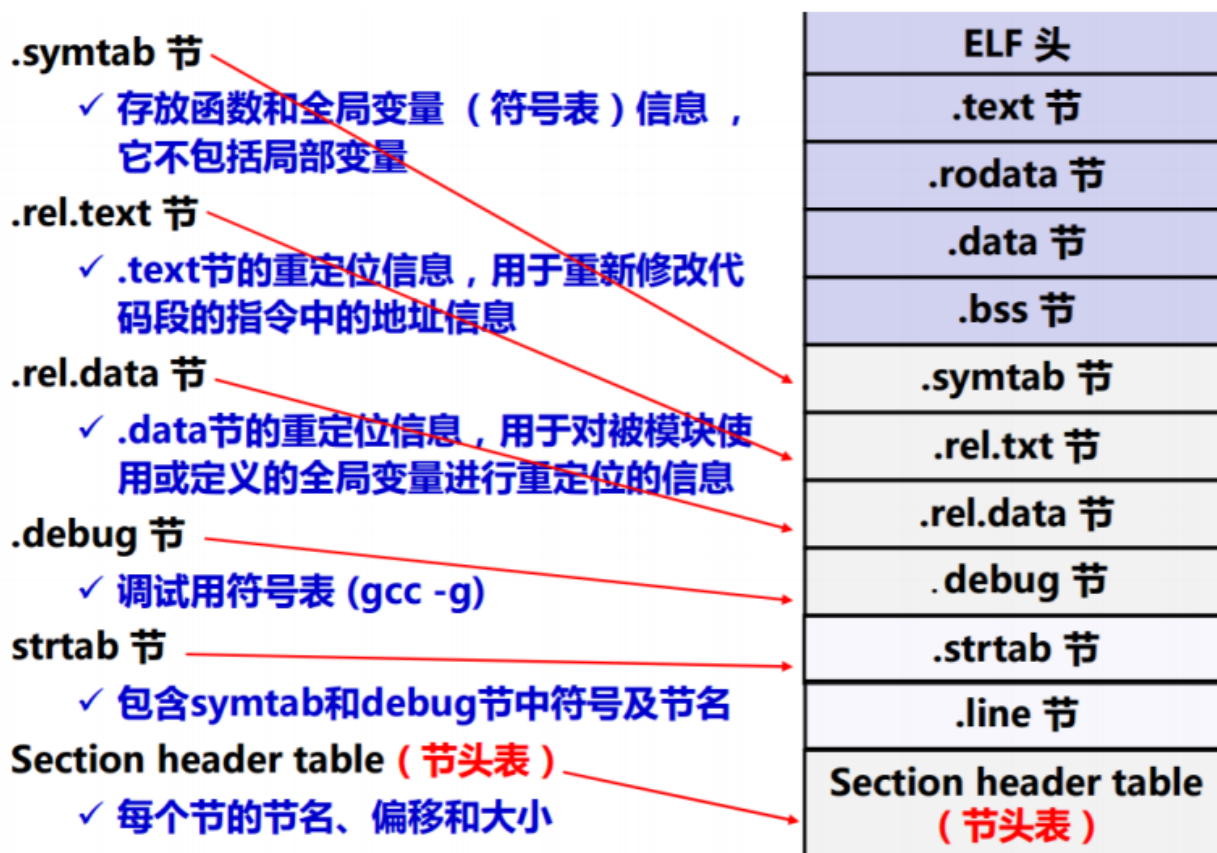 .symtab 节
✓ 存放函数和全局变量 （符号表）信息 ，
它不包括局部变量
.rel.text 节
✓ .text节的重定位信息，用于重新修改代
码段的指令中的地址信息
.rel.data 节
✓ .data节的重定位信息，用于对被模块使
用或定义的全局变量进行重定位的信息
.debug 节
✓ 调试用符号表 (gcc -g)
strtab 节
✓ 包含symtab和debug节中符号及节名
Section header table（节头表）
✓ 每个节的节名、偏移和大小
ELF 头
.text 节
.rodata 节
.data 节
.bss 节
.symtab 节
.rel.txt 节
.rel.data 节
.debug 节
.strtab 节
.line 节
Section header table
（节头表）